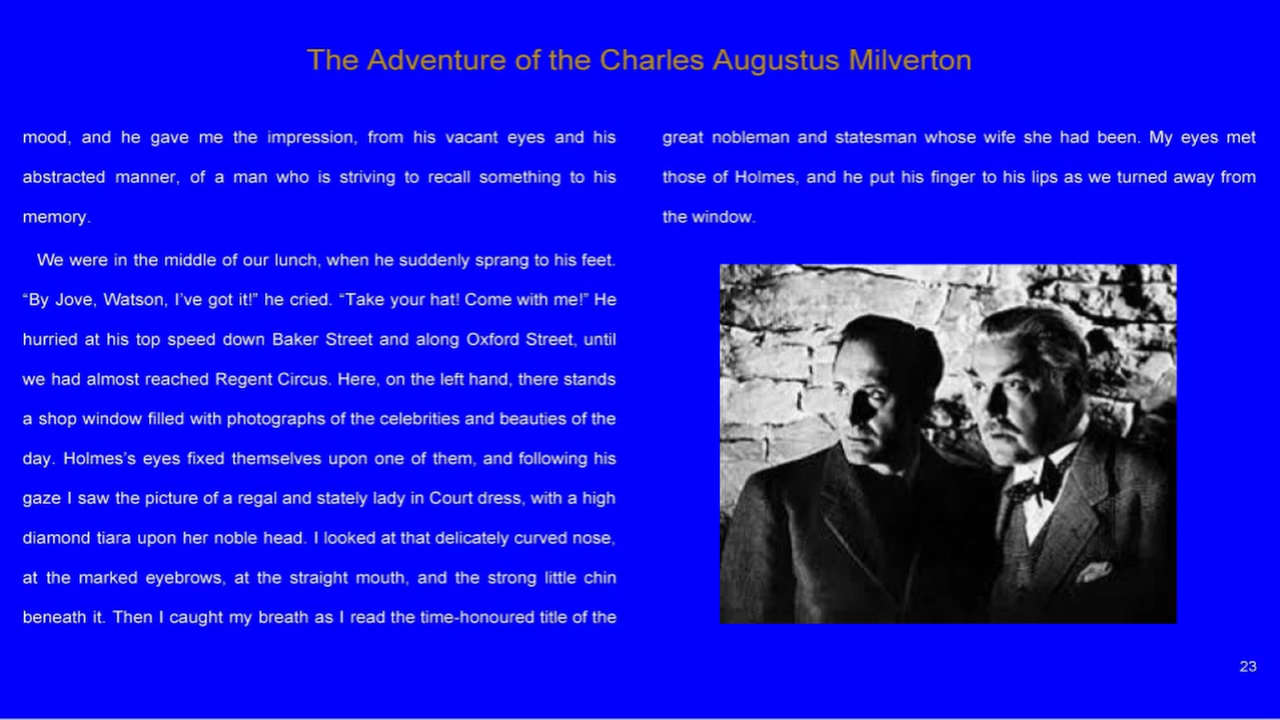 The Adventure of the Charles Augustus Milverton
mood, and he gave me the impression, from his vacant eyes and his
abstracted manner, of a man who is striving to recall something to his
memory.
We were in the middle of our lunch, when he suddenly sprang to his feet.
“By Jove, Watson, I’ve got it!” he cried. “Take your hat! Come with me!” He
hurried at his top speed down Baker Street and along Oxford Street, until
we had almost reached Regent Circus. Here, on the left hand, there stands
a shop window filled with photographs of the celebrities and beauties of the
day. Holmes’s eyes fixed themselves upon one of them, and following his
gaze I saw the picture of a regal and stately lady in Court dress, with a high
diamond tiara upon her noble head. I looked at that delicately curved nose,
at the marked eyebrows, at the straight mouth, and the strong little chin
beneath it. Then I caught my breath as I read the time-honoured title of the
great nobleman and statesman whose wife she had been. My eyes met
those of Holmes, and he put his finger to his lips as we turned away from
the window.
23